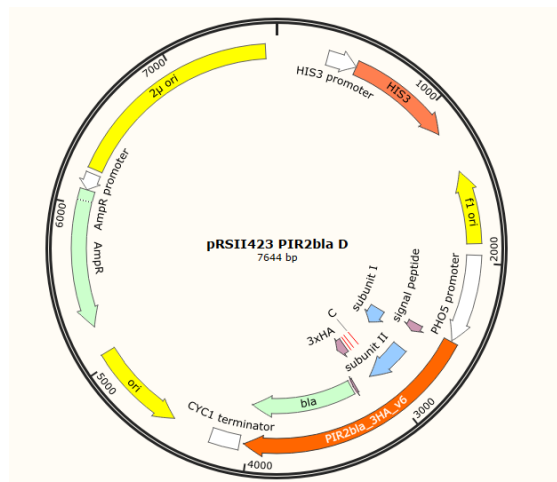 7000
2μ ori
HIS3 promoter
HIS3
1000
AmpR promoter
6000
AmpR
pRSII423 PIR2bla D
7644 bp
f1 ori
2000
PHO5 promoter
signal peptide
subunit I
C
3xHA
subunit II
bla
PIR2bla_3HA_v6
3000
ori
5000
CYC1 terminator
4000